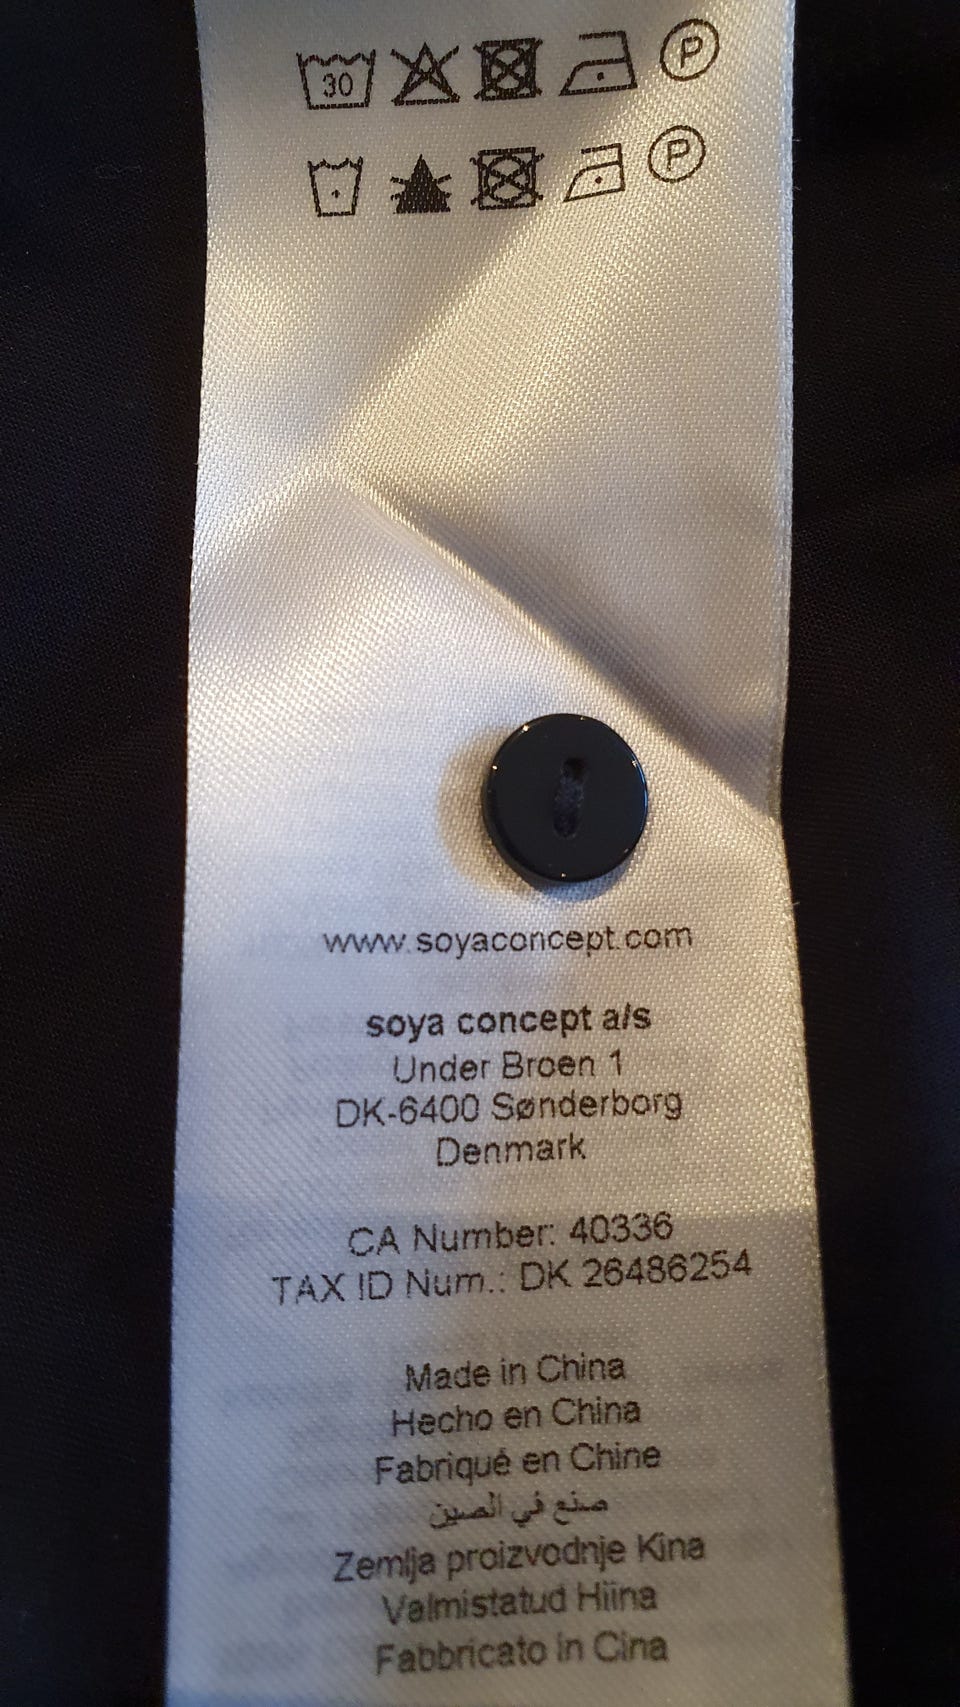 30
P
P
www.soyaconcept.com
soya concept a/s
Under Broen 1
DK-6400 Sønderborg
Denmark
CA Number: 40336
TAX ID Num.: DK 26486254
Made in China
Hecho en China
Fabriqué en Chine
صنع في الصين
Zemlja proizvodnje Kina
Valmistatud Hiina
Fabbricato in Cina